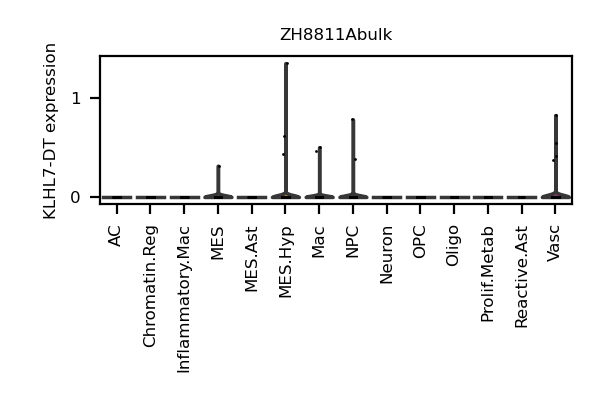 ZH8811Abulk
KLHL7-DT expression
1
0
AC
Chromatin.Reg
Inflammatory.Mac
MES
MES.Ast
MES.Hyp
Mac
NPC
Neuron
OPC
Oligo
Prolif.Metab
Reactive.Ast
Vasc